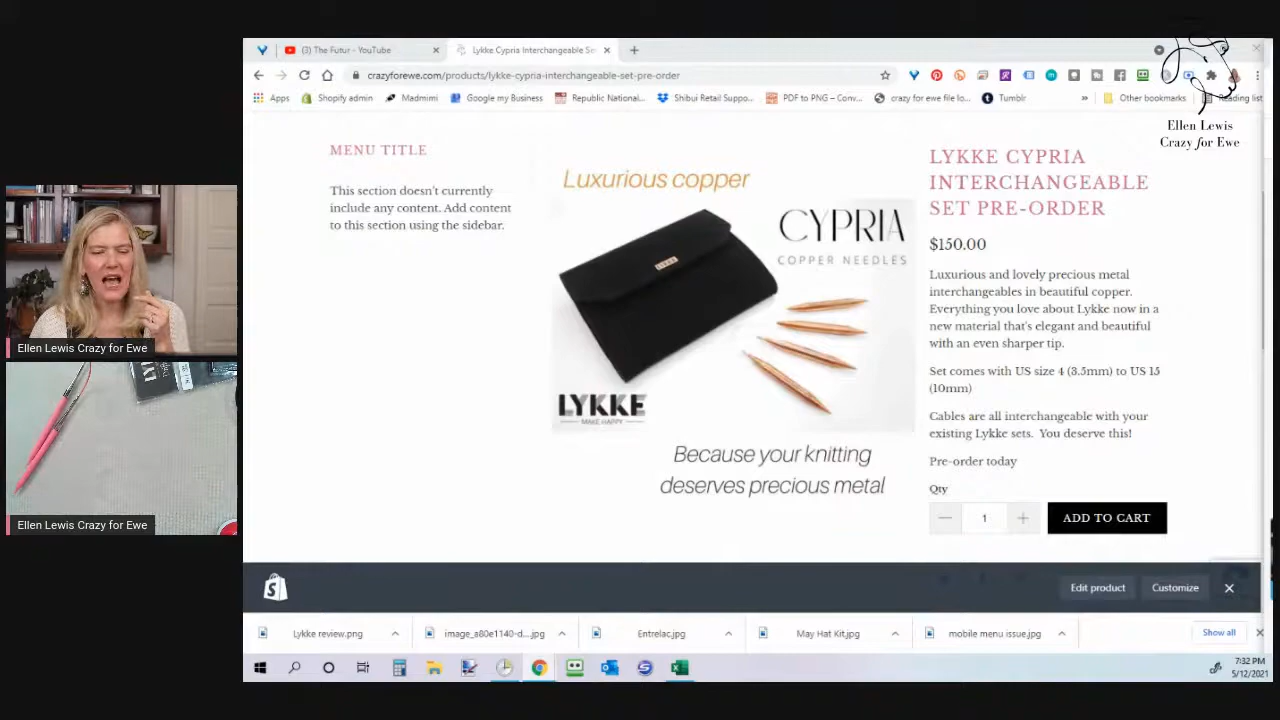 (3) The Futur - YouTube
Lykke Cypria Interchangeable Se
crazyforewe.com/products/lykke-cypria-interchangeable-set-pre-order
Apps
Shopify admin
Madmimi
Google my Business
Republic National...
Shibui Retail Suppo...
PDF to PNG – Conv...
crazy for ewe file lo...
Tumblr
»
Other bookmarks
Reading list
Ellen Lewis
Crazy for Ewe
MENU TITLE
This section doesn't currently
include any content. Add content
to this section using the sidebar.
Luxurious copper
CYPRIA
COPPER NEEDLES
LYKKE
LYKKE
MAKE HAPPY
Because your knitting
deserves precious metal
LYKKE CYPRIA
INTERCHANGEABLE
SET PRE-ORDER
$150.00
Luxurious and lovely precious metal
interchangeables in beautiful copper.
Everything you love about Lykke now in a
new material that's elegant and beautiful
with an even sharper tip.
Set comes with US size 4 (3.5mm) to US 15
(10mm)
Cables are all interchangeable with your
existing Lykke sets. You deserve this!
Pre-order today
Qty
1
ADD TO CART
Ellen Lewis Crazy for Ewe
Ellen Lewis Crazy for Ewe
Edit product
Customize
Lykke review.png
image_a80e1140-d....jpg
Entrelac.jpg
May Hat Kit.jpg
mobile menu issue.jpg
Show all
7:32 PM
5/12/2021